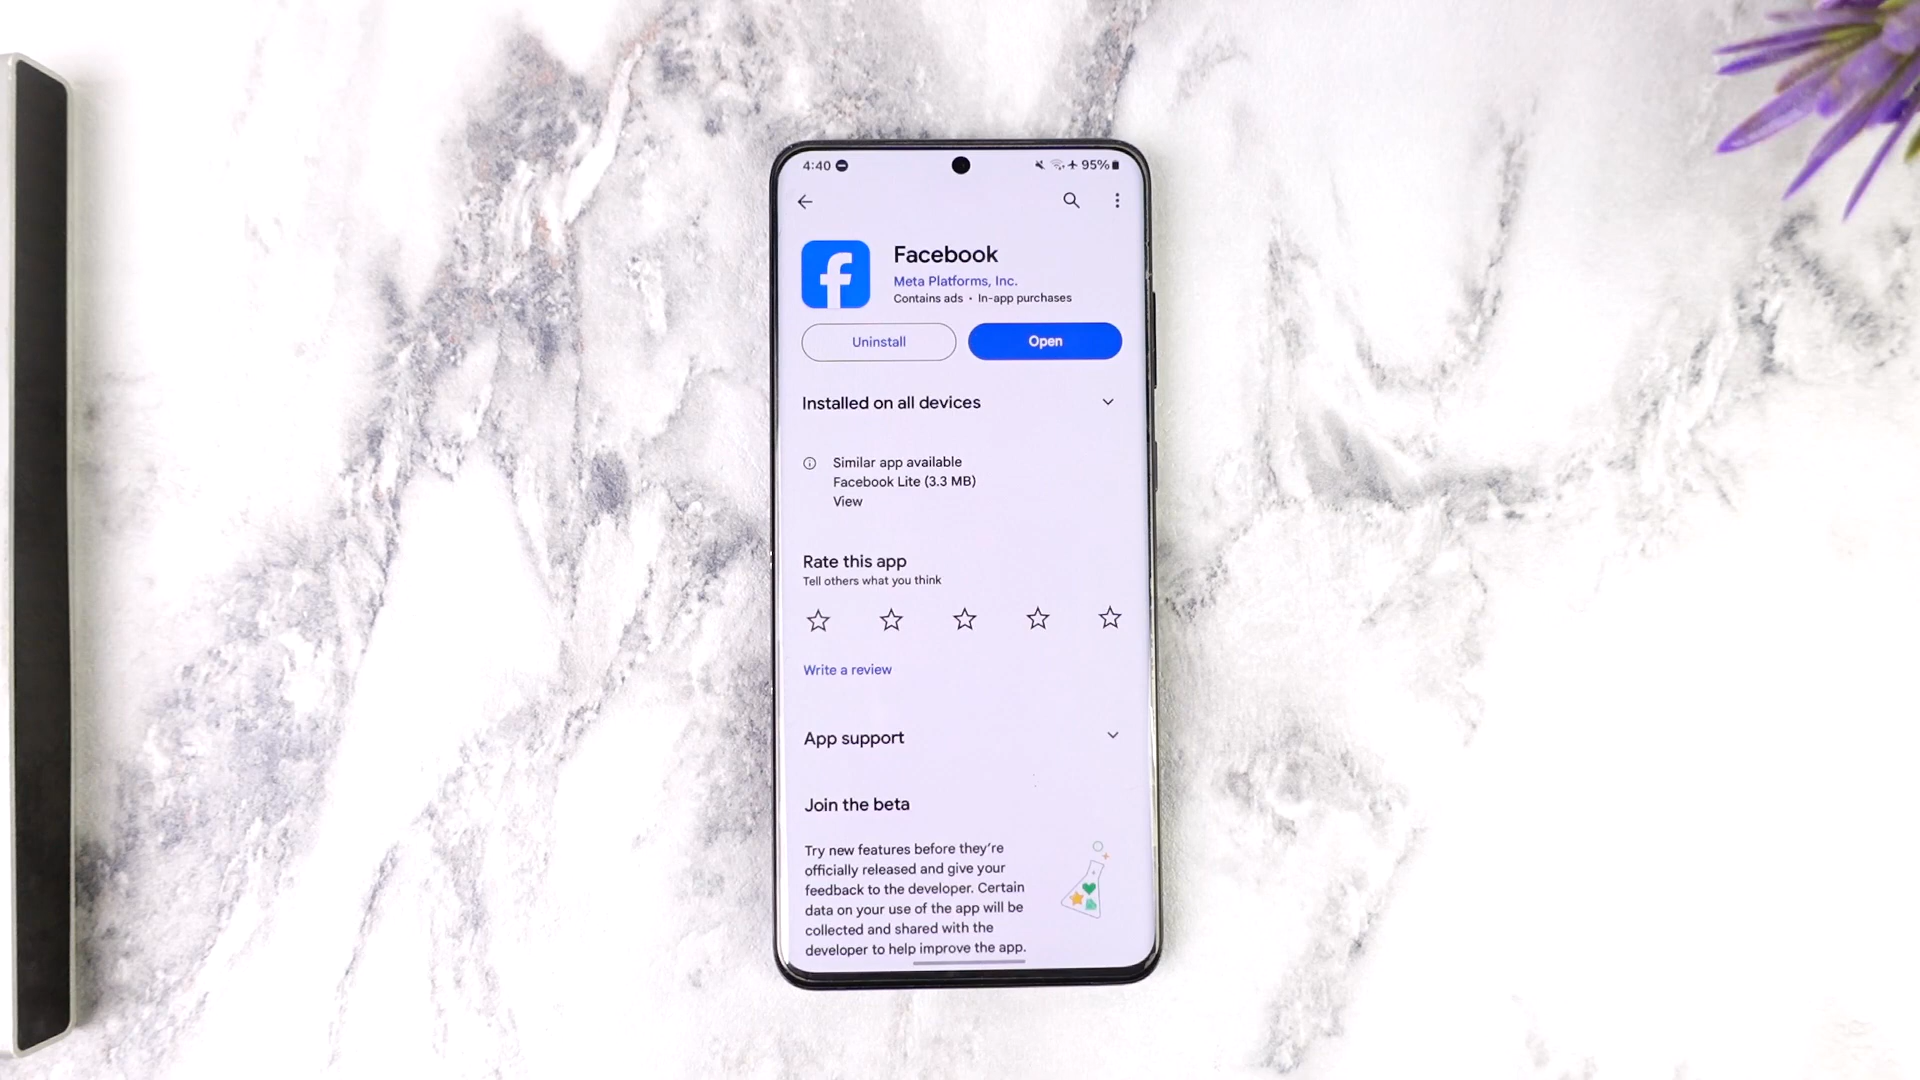 4:40 95%
Facebook
Meta Platforms, Inc.
Contains ads • In-app purchases
Uninstall Open
Installed on all devices
Similar app available
Facebook Lite (3.3 MB)
View
Rate this app
Tell others what you think
Write a review
App support
Join the beta
Try new features before they're
officially released and give your
feedback to the developer. Certain
data on your use of the app will be
collected and shared with the
developer to help improve the app.